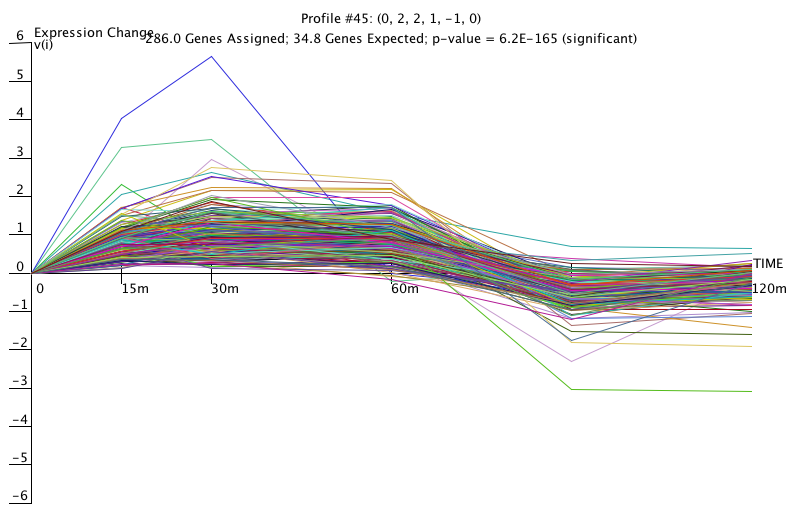 Profile #45: (0, 2, 2, 1, -1, 0)
Expression Change
v(i)
286.0 Genes Assigned; 34.8 Genes Expected; p-value = 6.2E-165 (significant)
6
5
4
3
2
1
0
-1
-2
-3
-4
-5
-6
TIME
0 15m 30m 60m 120m